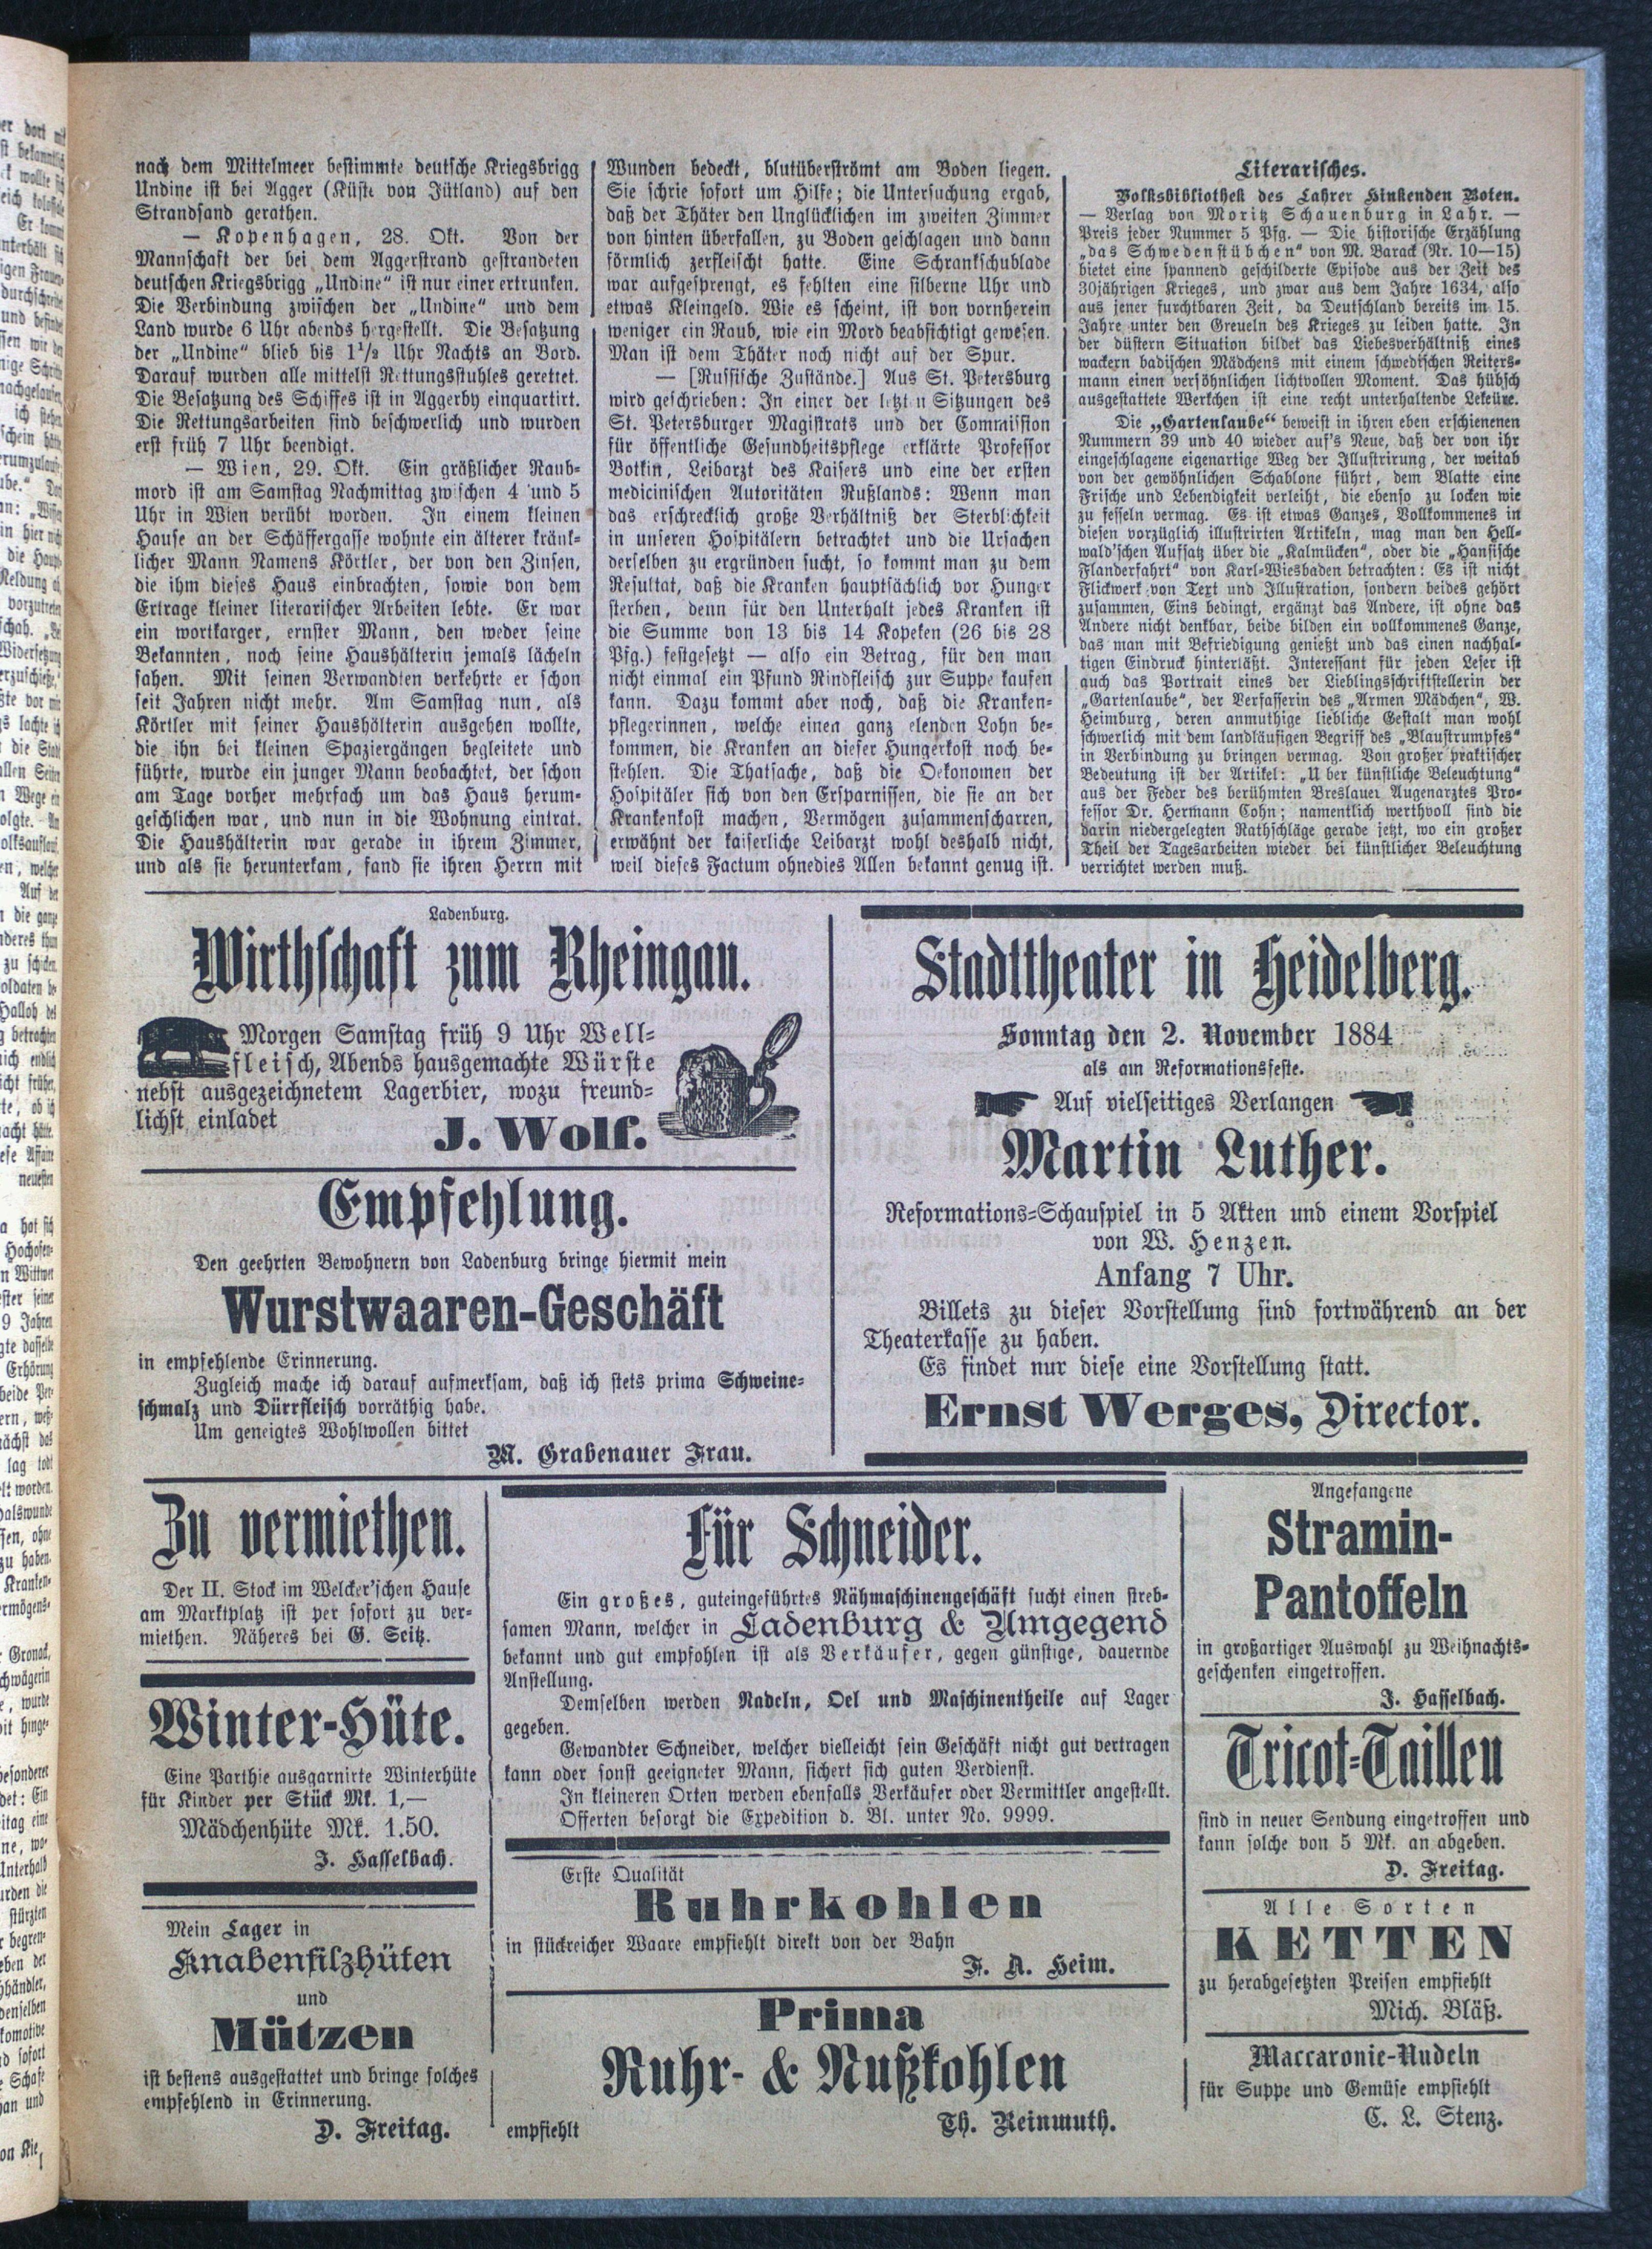 nach dem Mittelmeer bestimmte deutsche Kriegsbrigg
Undine ist bei Agger (Küste von Jütland) auf den
Strandsand gerathen.
— Kopenhagen, 28. Okt. Von der
Mannschaft der bei dem Aggerstrand gestrandeten
deutschen Kriegsbrigg „Undine“ ist nur einer ertrunken.
Die Verbindung zwischen der „Undine“ und dem
Land wurde 6 Uhr abends hergestellt. Die Besatzung
der „Undine“ blieb bis 1½ Uhr Nachts an Bord.
Darauf wurden alle mittelst Rettungsstuhles gerettet.
Die Besatzung des Schiffes ist in Aggerby einquartirt.
Die Rettungsarbeiten sind beschwerlich und wurden
erst früh 7 Uhr beendigt.
— Wien, 29. Okt. Ein gräßlicher Raub-
mord ist am Samstag Nachmittag zwischen 4 und 5
Uhr in Wien verübt worden. In einem kleinen
Hause an der Schäffergasse wohnte ein älterer kränk-
licher Mann Namens Körtler, der von den Zinsen,
die ihm dieses Haus einbrachten, sowie von dem
Ertrage kleiner literarischer Arbeiten lebte. Er war
ein wortkarger, ernster Mann, den weder seine
Bekannten, noch seine Haushälterin jemals lächeln
sahen. Mit seinen Verwandten verkehrte er schon
seit Jahren nicht mehr. Am Samstag nun, als
Körtler mit seiner Haushölterin ausgehen wollte,
die ihn bei kleinen Spaziergängen begleitete und
führte, wurde ein junger Mann beobachtet, der schon
am Tage vorher mehrfach um das Haus herum-
geschlichen war, und nun in die Wohnung eintrat.
Die Haushälterin war gerade in ihrem Zimmer,
und als sie herunterkam, fand sie ihren Herrn mit
Wunden bedeckt, blutüberströmt am Boden liegen.
Sie schrie sofort um Hilfe; die Untersuchung ergab,
daß der Thäter den Unglücklichen im zweiten Zimmer
von hinten überfallen, zu Boden geschlagen und dann
förmlich zerfleischt hatte. Eine Schrankschublade
war aufgesprengt, es fehlten eine silberne Uhr und
etwas Kleingeld. Wie es scheint, ist von vornherein
weniger ein Raub, wie ein Mord beabsichtigt gewesen.
Man ist dem Thäter noch nicht auf der Spur.
— [Russische Zustände.] Aus St. Petersburg
wird geschrieben: In einer der letzten Sitzungen des
St. Petersburger Magistrats und der Commission
für öffentliche Gesundheitspflege erklärte Professor
Botkin, Leibarzt des Kaisers und eine der ersten
medicinischen Autoritäten Rußlands: Wenn man
das erschrecklich große Verhältniß der Sterblichkeit
in unseren Hospitälern betrachtet und die Ursachen
derselben zu ergründen sucht, so kommt man zu dem
Resultat, daß die Kranken hauptsächlich vor Hunger
sterben, denn für den Unterhalt jedes Kranken ist
die Summe von 13 bis 14 Kopeken (26 bis 28
Pfg.) festgesetzt — also ein Betrag, für den man
nicht einmal ein Pfund Rindfleisch zur Suppe kaufen
kann. Dazu kommt aber noch, daß die Kranken-
pflegerinnen, welche einen ganz elenden Lohn be-
kommen, die Kranken an dieser Hungerkost noch be-
stehlen. Die Thatsache, daß die Oekonomen der
Hospitäler sich von den Ersparnissen, die sie an der
Krankenkost machen, Vermögen zusammenscharren,
erwähnt der kaiserliche Leibarzt wohl deshalb nicht,
weil dieses Factum ohnedies Allen bekannt genug ist.
Literarisches.
Volksbibliothek des Lahrer Hinkenden Boten.
— Verlag von Moritz Schauenburg in Lahr. —
Preis jeder Nummer 5 Pfg. — Die historische Erzählung
„das Schwedenstübchen“ von M. Barack (Nr. 10—15)
bietet eine spannend geschilderte Episode aus der Zeit des
30jährigen Krieges, und zwar aus dem Jahre 1634, also
aus jener furchtbaren Zeit, da Deutschland bereits im 15.
Jahre unter den Greueln des Krieges zu leiden hatte. In
der düstern Situation bildet das Liebesverhältniß eines
wackern badischen Mädchens mit einem schwedischen Reiters-
mann einen versöhnlichen lichtvollen Moment. Das hübsch
ausgestattete Werkchen ist eine recht unterhaltende Lektüre.
Die „Gartenlaube“ beweist in ihren eben erschienenen
Nummern 39 und 40 wieder auf's Neue, daß der von ihr
eingeschlagene eigenartige Weg der Illustrirung, der weitab
von der gewöhnlichen Schablone führt, dem Blatte eine
Frische und Lebendigkeit verleiht, die ebenso zu locken wie
zu fesseln vermag. Es ist etwas Ganzes, Vollkommenes in
diesen vorzüglich illustrirten Artikeln, mag man den Hell-
wald'schen Aufsatz über die „Kalmücken“, oder die „Hansische
Flanderfahrt“ von Karl-Wiesbaden betrachten: Es ist nicht
Flickwerk von Text und Illustration, sondern beides gehört
zusammen, Eins bedingt, ergänzt das Andere, ist ohne das
Andere nicht denkbar, beide bilden ein vollkommenes Ganze,
das man mit Befriedigung genießt und das einen nachhal-
tigen Eindruck hinterläßt. Interessant für jeden Leser ist
auch das Portrait eines der Lieblingsschriftstellerin der
„Gartenlaube“, der Verfasserin des „Armen Mädchen“, W.
Heimburg, deren anmuthige liebliche Gestalt man wohl
schwerlich mit dem landläufigen Begriff des „Blaustrumpfes“
in Verbindung zu bringen vermag. Von großer praktischer
Bedeutung ist der Artikel: „U ber künstliche Beleuchtung“
aus der Feder des berühmten Breslauer Augenarztes Pro-
fessor Dr. Hermann Cohn; namentlich werthvoll sind die
darin niedergelegten Rathschläge gerade jetzt, wo ein großer
Theil der Tagesarbeiten wieder bei künstlicher Beleuchtung
verrichtet werden muß.
Ladenburg.
Wirthschaft zum Rheingau.
Morgen Samstag früh 9 Uhr Well-
fleisch, Abends hausgemachte Würste
nebst ausgezeichnetem Lagerbier, wozu freund-
lichst einladet
J. Wolf.
Empfehlung.
Den geehrten Bewohnern von Ladenburg bringe hiermit mein
Wurstwaaren-Geschäft
in empfehlende Erinnerung.
Zugleich mache ich darauf aufmerksam, daß ich stets prima Schweine-
schmalz und Dürrfleisch vorräthig habe.
Um geneigtes Wohlwollen bittet
M. Grabenauer Frau.
Stadttheater in Heidelberg.
Sonntag den 2. November 1884
als am Reformationsfeste.
Auf vielseitiges Verlangen
Martin Luther.
Reformations-Schauspiel in 5 Akten und einem Vorspiel
von W. Henzen.
Anfang 7 Uhr.
Billets zu dieser Vorstellung sind fortwährend an der
Theaterkasse zu haben.
Es findet nur diese eine Vorstellung statt.
Ernst Werges, Director.
Zu vermiethen.
Der II. Stock im Welcker'schen Hause
am Marktplatz ist per sofort zu ver-
miethen. Näheres bei G. Seitz.
Winter-Hüte.
Eine Parthie ausgarnirte Winterhüte
für Kinder per Stück Mk. 1,—
Mädchenhüte Mk. 1.50.
J. Hasselbach.
Mein Lager in
Knabenfilzhüten
und
Mützen
ist bestens ausgestattet und bringe solches
empfehlend in Erinnerung.
D. Freitag.
Für Schneider.
Ein großes, guteingeführtes Nähmaschinengeschäft sucht einen streb-
samen Mann, welcher in Ladenburg & Umgegend
bekannt und gut empfohlen ist als Verkäufer, gegen günstige, dauernde
Anstellung.
Demselben werden Nadeln, Oel und Maschinentheile auf Lager
gegeben.
Gewandter Schneider, welcher vielleicht sein Geschäft nicht gut vertragen
kann oder sonst geeigneter Mann, sichert sich guten Verdienst.
In kleineren Orten werden ebenfalls Verkäufer oder Vermittler angestellt.
Offerten besorgt die Expedition d. Bl. unter No. 9999.
Erste Qualität
Ruhrkohlen
in stückreicher Waare empfiehlt direkt von der Bahn
F. A. Heim.
Prima
Ruhr- & Nußkohlen
empfiehlt
Th. Reinmuth.
Angefangene
Stramin-
Pantoffeln
in großartiger Auswahl zu Weihnachts-
geschenken eingetroffen.
J. Hasselbach.
Tricot-Taillen
sind in neuer Sendung eingetroffen und
kann solche von 5 Mk. an abgeben.
D. Freitag.
Alle Sorten
KETTEN
zu herabgesetzten Preisen empfiehlt
Mich. Bläß.
Maccaronie-Nudeln
für Suppe und Gemüse empfiehlt
C. L. Stenz.